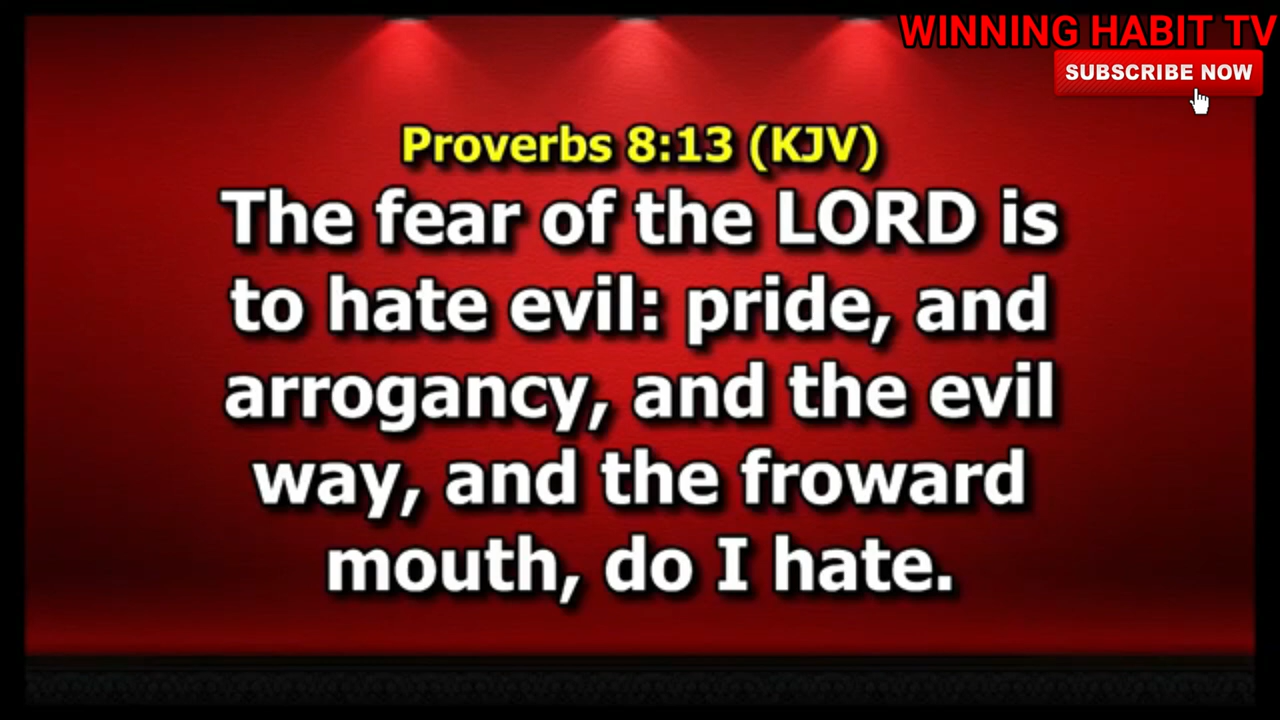 WINNING HABIT TV
SUBSCRIBE NOW
Proverbs 8:13 (KJV)
The fear of the LORD is
to hate evil: pride, and
arrogancy, and the evil
way, and the froward
mouth, do I hate.